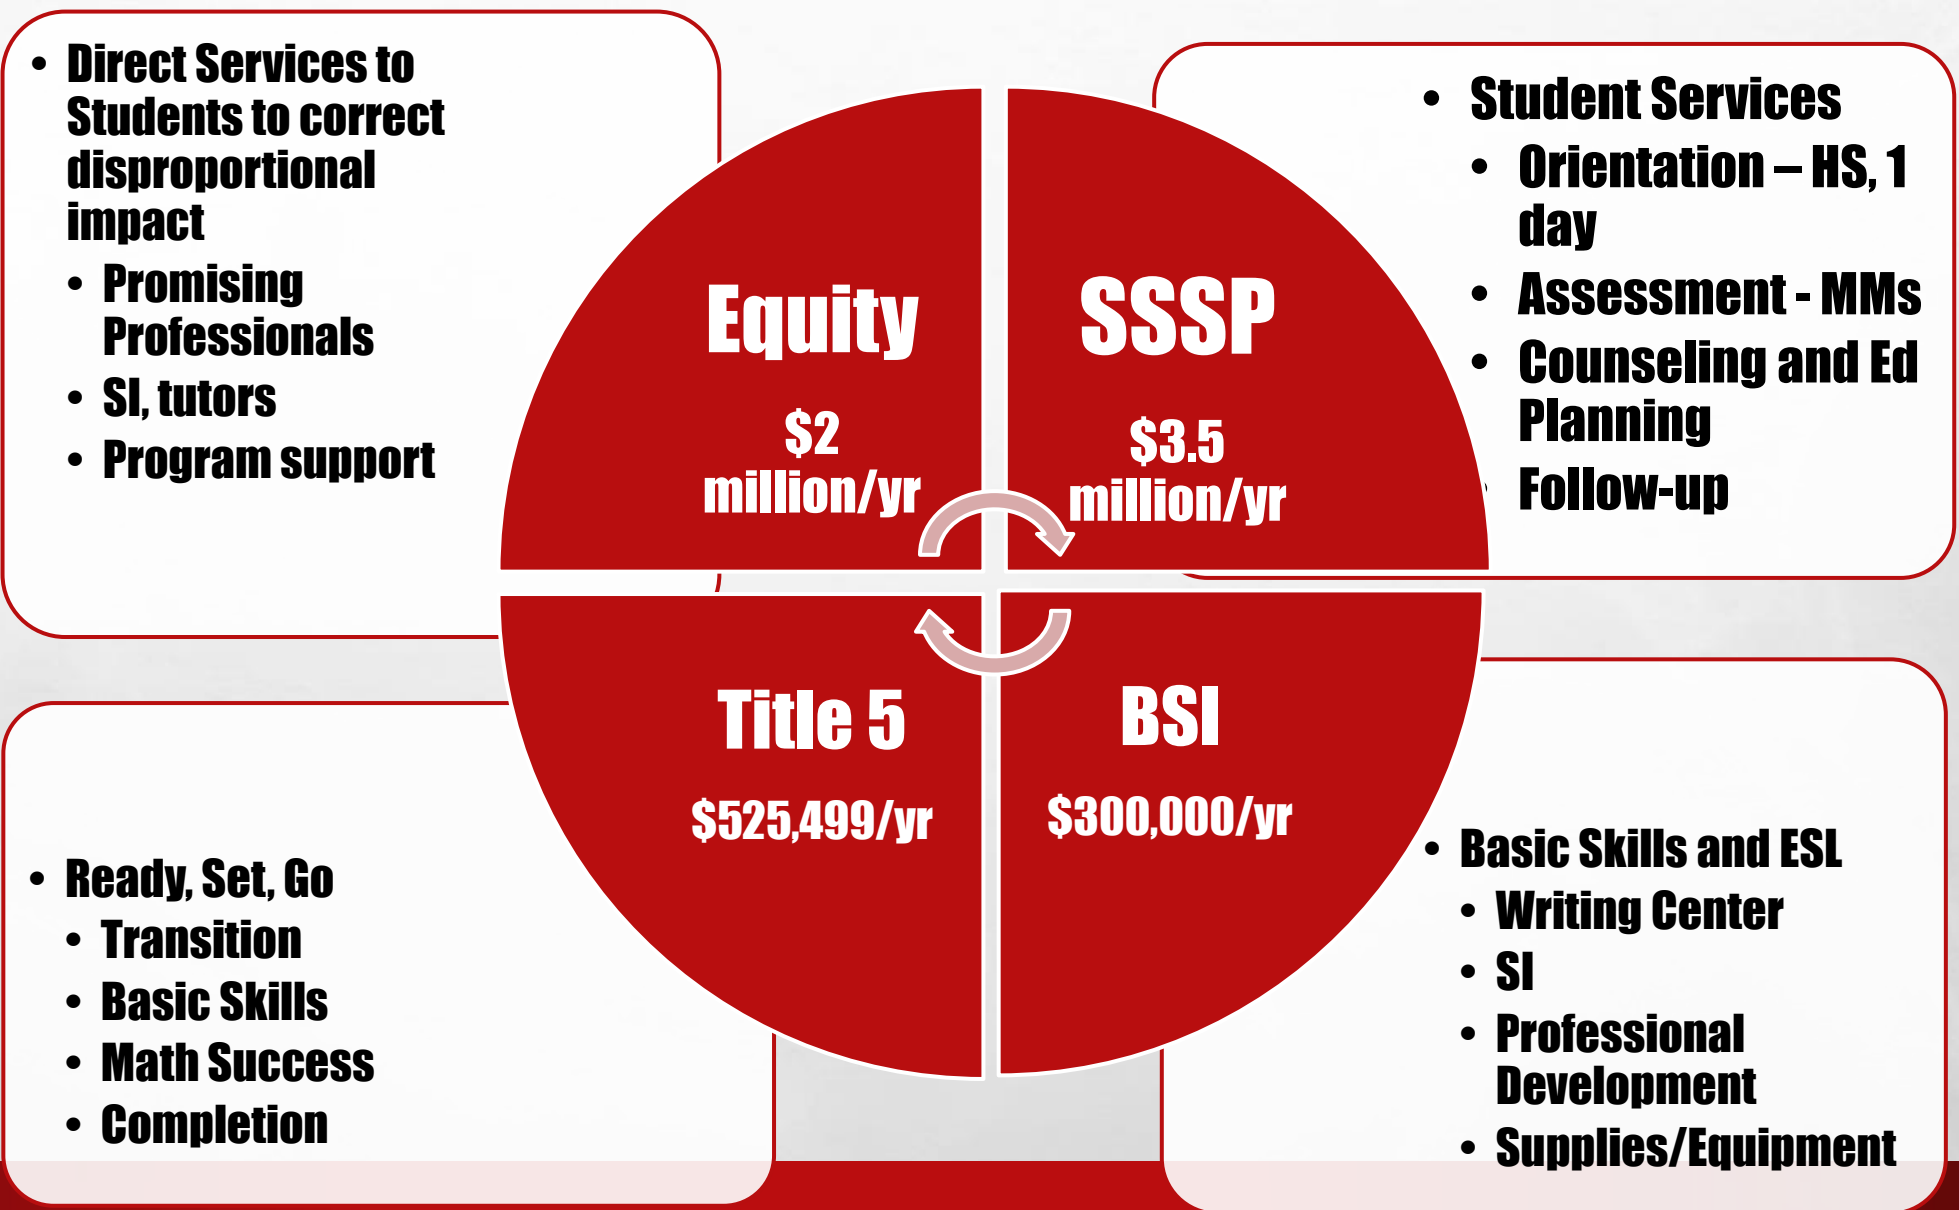 • Direct Services to
Students to correct
disproportional
impact
• Promising
Professionals
• SI, tutors
• Program support
Equity
$2
million/yr
SSSP
$3.5
million/yr
• Student Services
• Orientation – HS, 1
day
• Assessment - MMs
• Counseling and Ed
Planning
• Follow-up
Title 5
$525,499/yr
BSI
$300,000/yr
• Ready, Set, Go
• Transition
• Basic Skills
• Math Success
• Completion
• Basic Skills and ESL
• Writing Center
• SI
• Professional
Development
• Supplies/Equipment